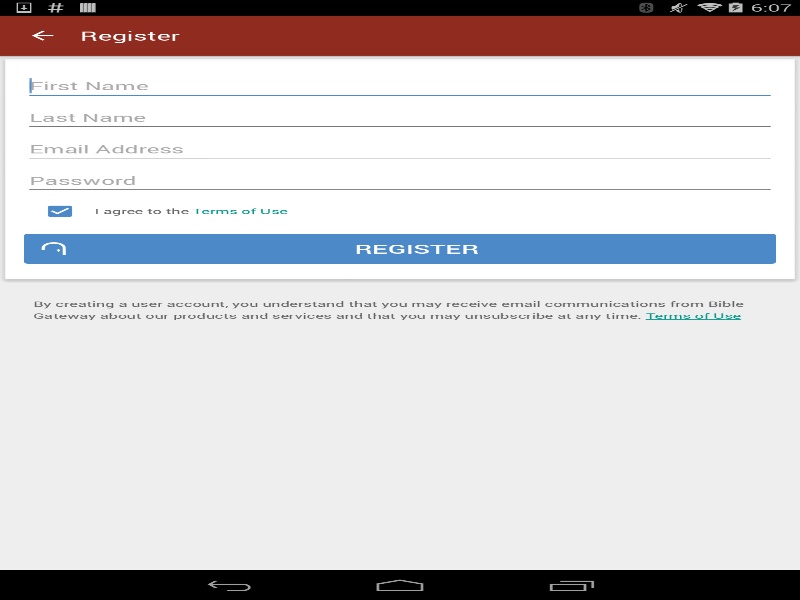 6:07
Register
First Name
Last Name
Email Address
Password
I agree to the Terms of Use
REGISTER
By creating a user account, you understand that you may receive email communications from Bible
Gateway about our products and services and that you may unsubscribe at any time. Terms of Use